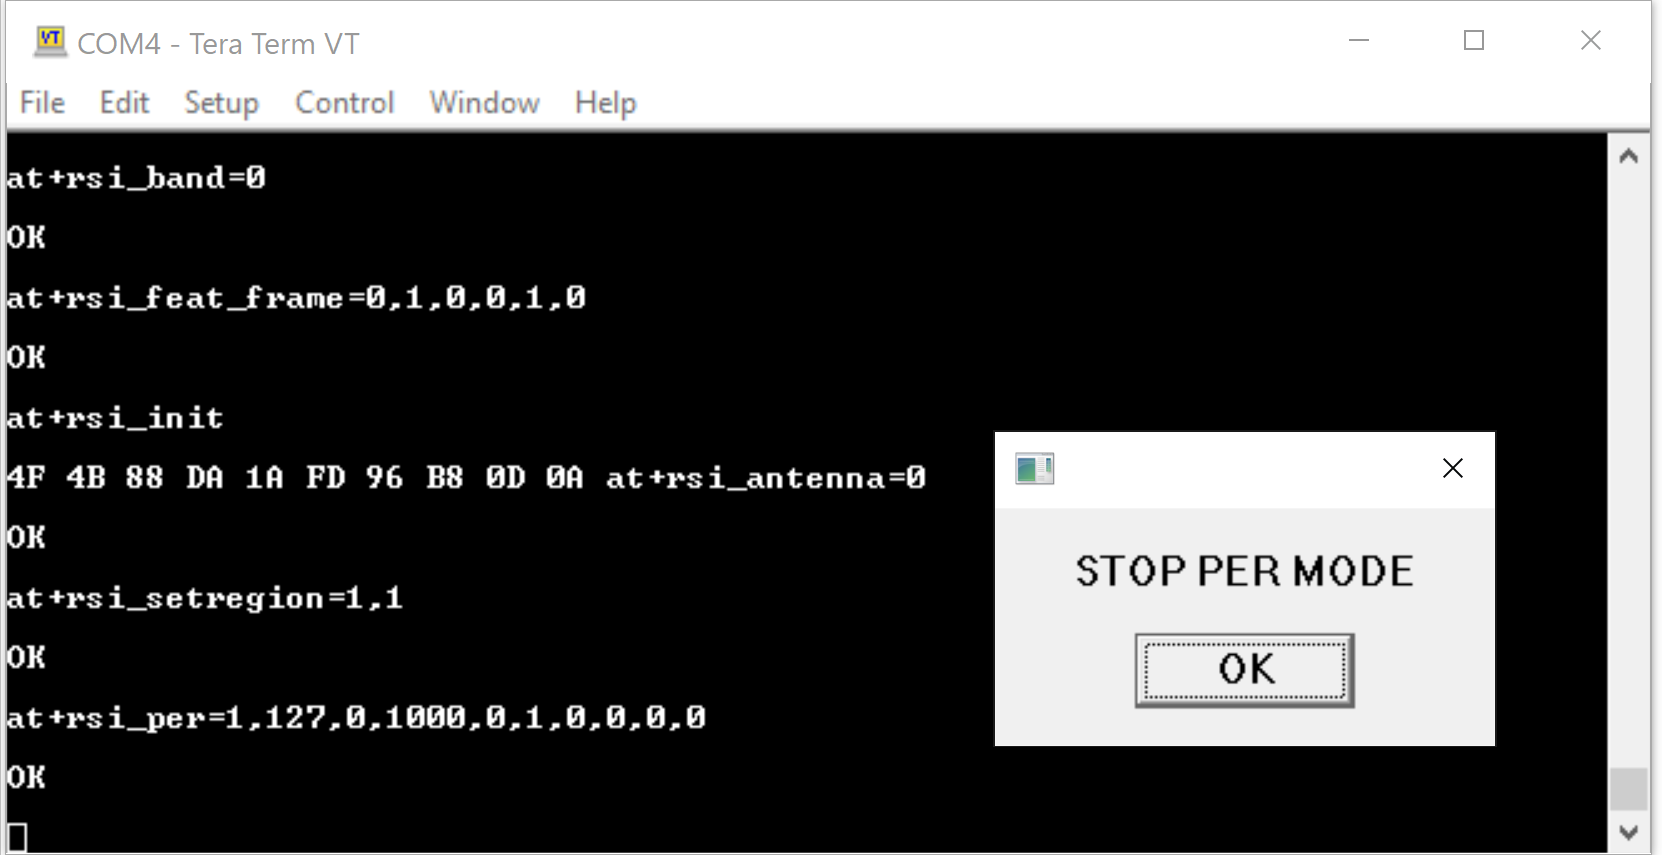 VT COM4 - Tera Term VT
File Edit Setup Control Window Help
at+rsi_band=0
OK
at+rsi_feat_frame=0,1,0,0,1,0
OK
at+rsi_init
4F 4B 88 DA 1A FD 96 B8 0D 0A at+rsi_antenna=0
OK
at+rsi_setregion=1,1
OK
at+rsi_per=1,127,0,1000,0,1,0,0,0,0
OK
STOP PER MODE
OK